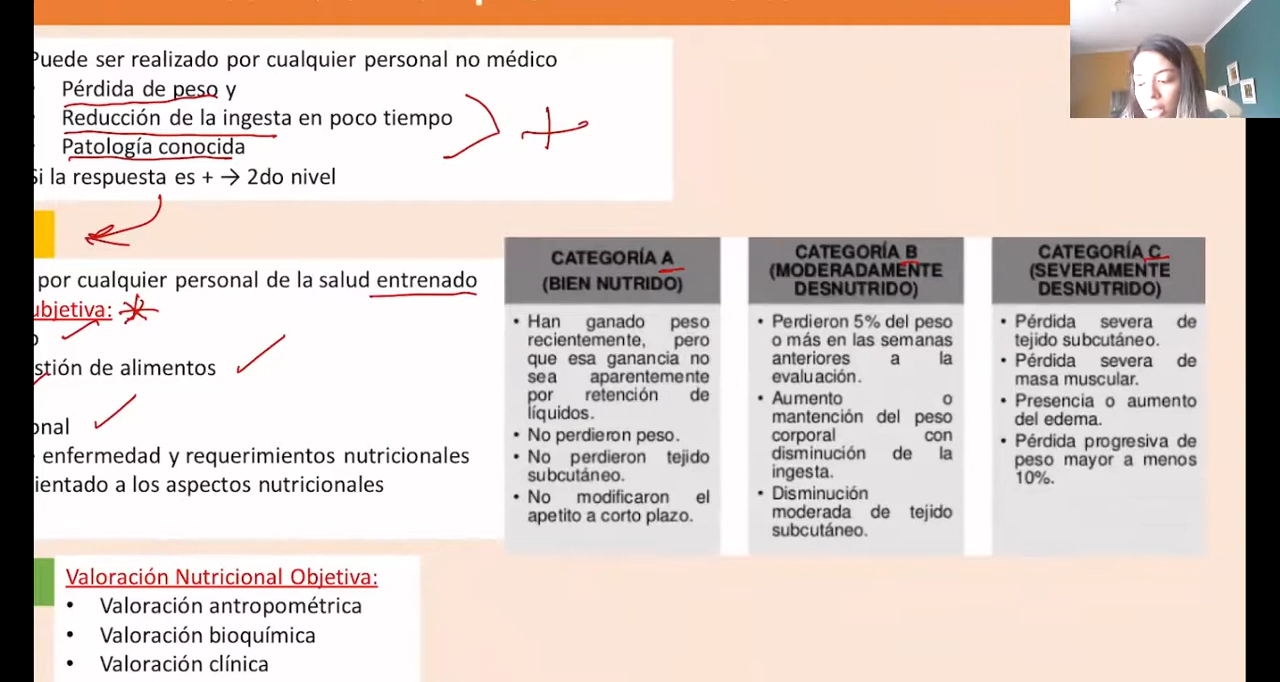 Puede ser realizado por cualquier personal no médico
Pérdida de peso y
Reducción de la ingesta en poco tiempo
Patología conocida
Si la respuesta es + → 2do nivel
+
por cualquier personal de la salud entrenado
ubjetiva: *
o
stión de alimentos
onal
enfermedad y requerimientos nutricionales
ientado a los aspectos nutricionales
Valoración Nutricional Objetiva:
• Valoración antropométrica
• Valoración bioquímica
• Valoración clínica
CATEGORÍA A
(BIEN NUTRIDO)
• Han ganado peso
recientemente, pero
que esa ganancia no
sea aparentemente
por retención de
líquidos.
• No perdieron peso.
• No perdieron tejido
subcutáneo.
• No modificaron el
apetito a corto plazo.
CATEGORÍA B
(MODERADAMENTE
DESNUTRIDO)
• Perdieron 5% del peso
o más en las semanas
anteriores a la
evaluación.
• Aumento o
mantención del peso
corporal con
disminución de la
ingesta.
• Disminución
moderada de tejido
subcutáneo.
CATEGORÍA C
(SEVERAMENTE
DESNUTRIDO)
• Pérdida severa de
tejido subcutáneo.
• Pérdida severa de
masa muscular.
• Presencia o aumento
del edema.
• Pérdida progresiva de
peso mayor a menos
10%.